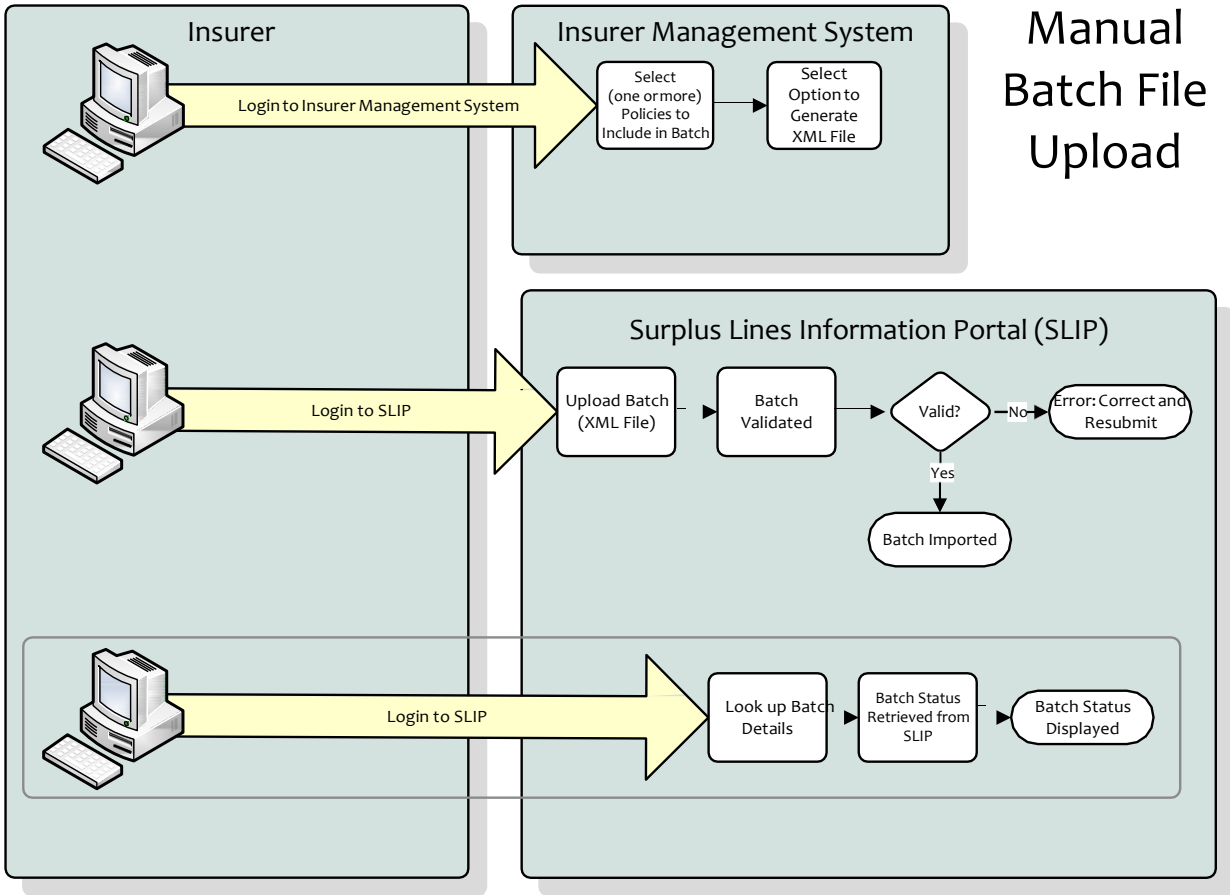 Manual
Batch File
Upload
Insurer
Insurer Management System
Login to Insurer Management System
Select
(one or more)
Policies to
Include in Batch
Select
Option to
Generate
XML File
Surplus Lines Information Portal (SLIP)
Login to SLIP
Upload Batch
(XML File)
Batch
Validated
Valid?
No
Error: Correct and
Resubmit
Yes
Batch Imported
Login to SLIP
Look up Batch
Details
Batch Status
Retrieved from
SLIP
Batch Status
Displayed